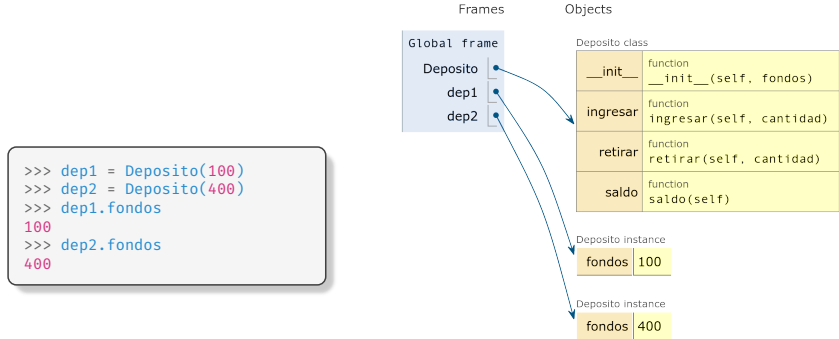 >>> dep1 = Deposito(100)
>>> dep2 = Deposito(400)
>>> dep1.fondos
100
>>> dep2.fondos
400
Frames Objects
Global frame
Deposito
dep1
dep2
Deposito class
__init__
function
__init__(self, fondos)
ingresar
function
ingresar(self, cantidad)
retirar
function
retirar(self, cantidad)
saldo
function
saldo(self)
Deposito instance
fondos 100
Deposito instance
fondos 400